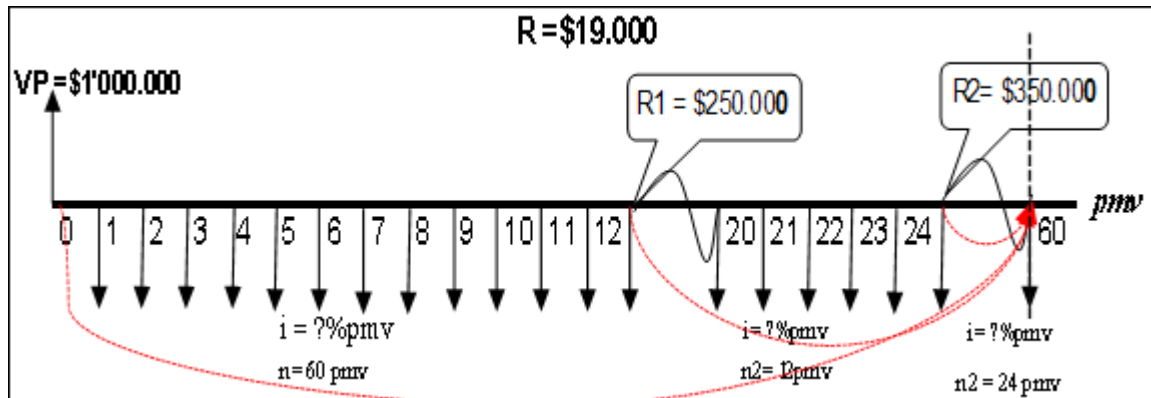 R = $19.000
VP = $1'000.000
R1 = $250.000
R2= $350.000
0 1 2 3 4 5 6 7 8 9 10 11 12 20 21 22 23 24 60 pmv
i = ?%pmv i= ?%pmv i= ?%pmv
n= 60 pmv n2= 12pmv n2 = 24 pmv